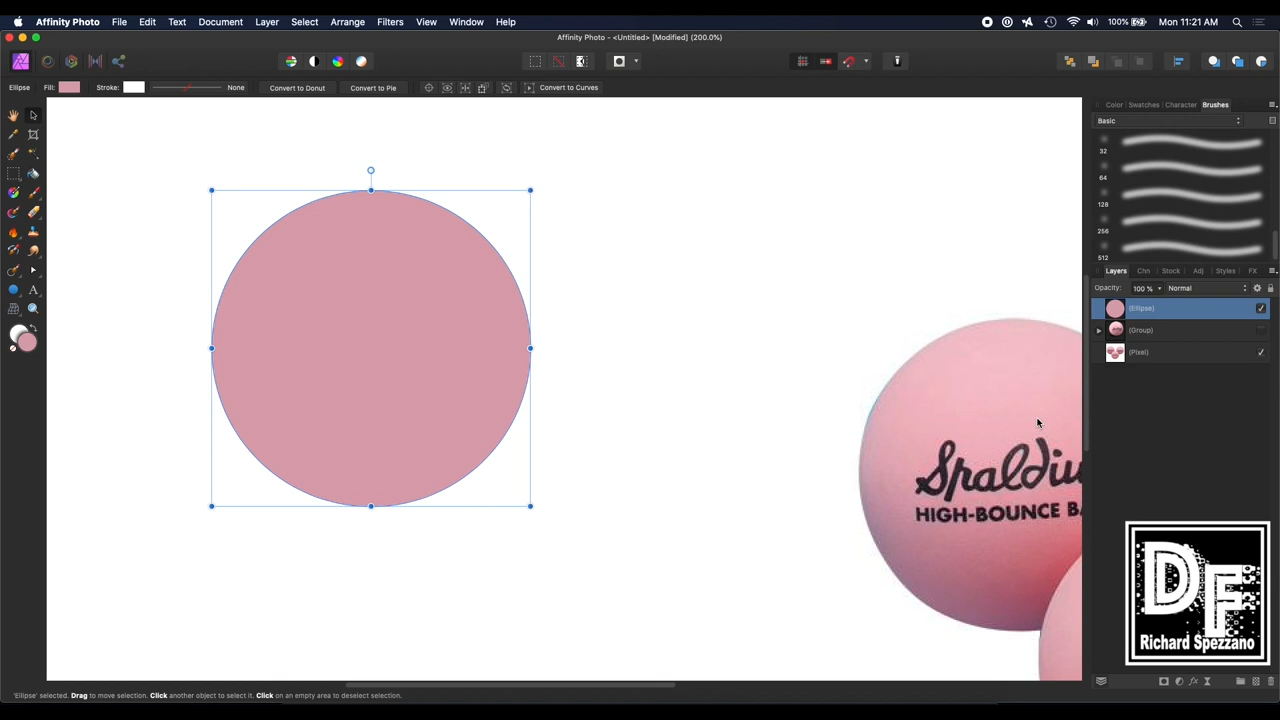 Affinity Photo File Edit Text Document Layer Select Arrange Filters View Window Help 100% Mon 11:21 AM
Affinity Photo - <Untitled> [Modified] (200.0%)
Ellipse Fill: Stroke: None Convert to Donut Convert to Pie Convert to Curves
Color Swatches Character Brushes
Basic
32
64
128
256
512
Layers Chn Stock Adj Styles FX
Opacity: 100 % Normal
(Ellipse)
(Group)
(Pixel)
HIGH-BOUNCE
DF
Richard Spezzano
'Ellipse' selected. Drag to move selection. Click another object to select it. Click on an empty area to deselect selection.